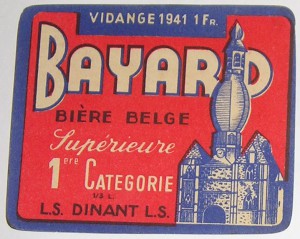 VIDANGE 1941 1 FR.
BAYARD
BIÈRE BELGE
Supérieure
1re CATEGORIE
L.S. DINANT L.S.